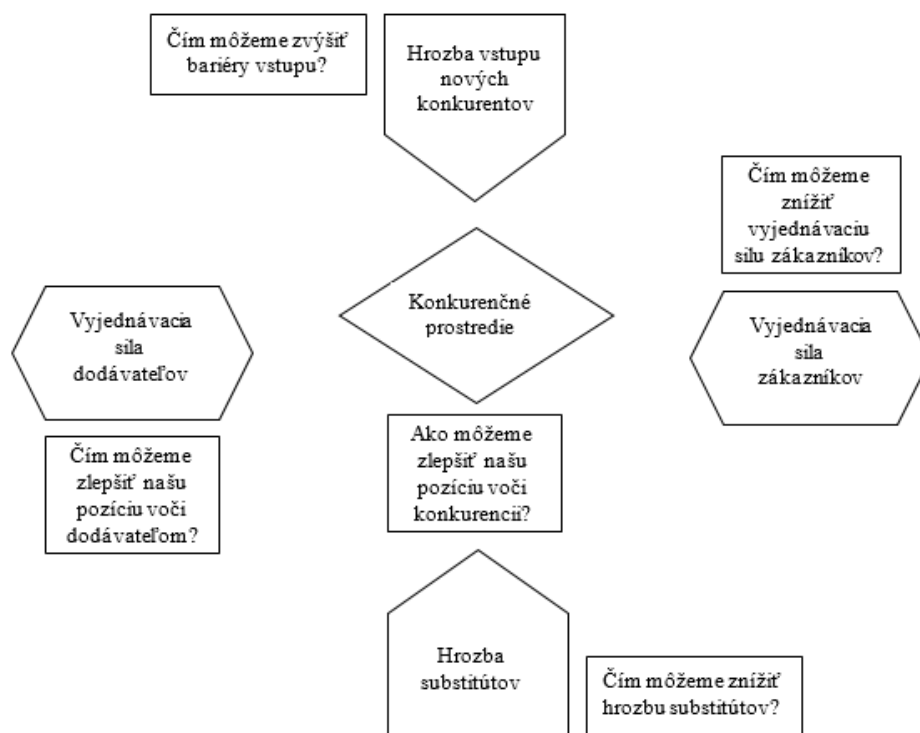 Čím môžeme zvýšiť
bariéry vstupu?
Hrozba vstupu
nových
konkurentov
Čím môžeme
znížiť
vyjednávaciu
silu zákazníkov?
Konkurenčné
prostredie
Vyjednávacia
sila
dodávateľov
Vyjednávacia
sila
zákazníkov
Čím môžeme
zlepšiť našu
pozíciu voči
dodávateľom?
Ako môžeme
zlepšiť našu
pozíciu voči
konkurencii?
Hrozba
substitútov
Čím môžeme znížiť
hrozbu substitútov?